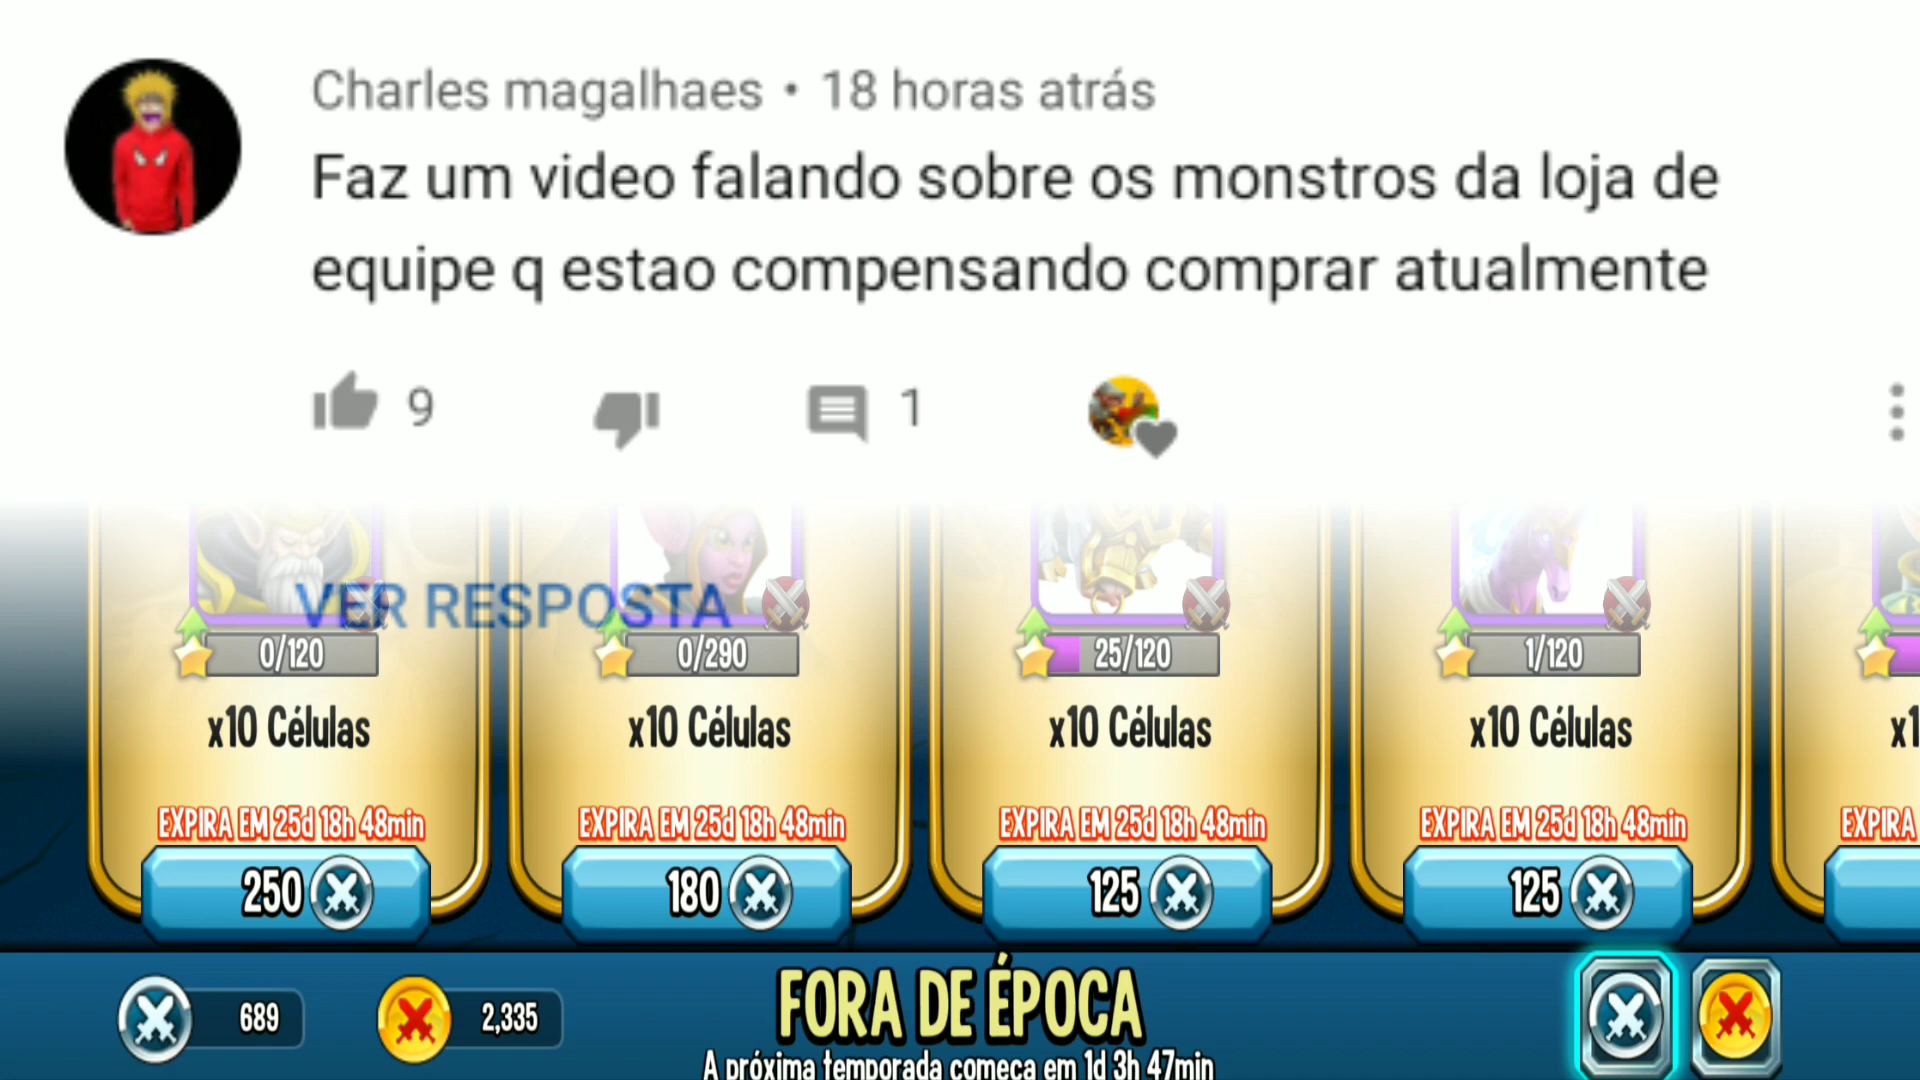 Charles magalhaes • 18 horas atrás
Faz um video falando sobre os monstros da loja de
equipe q estao compensando comprar atualmente
9
1
VER RESPOSTA
0/120
0/290
25/120
1/120
x10 Células
x10 Células
x10 Células
x10 Células
x1
EXPIRA EM 25d 18h 48min
EXPIRA EM 25d 18h 48min
EXPIRA EM 25d 18h 48min
EXPIRA EM 25d 18h 48min
EXPIRA
250
180
125
125
689
2,335
FORA DE ÉPOCA
A próxima temporada começa em 1d 3h 47min